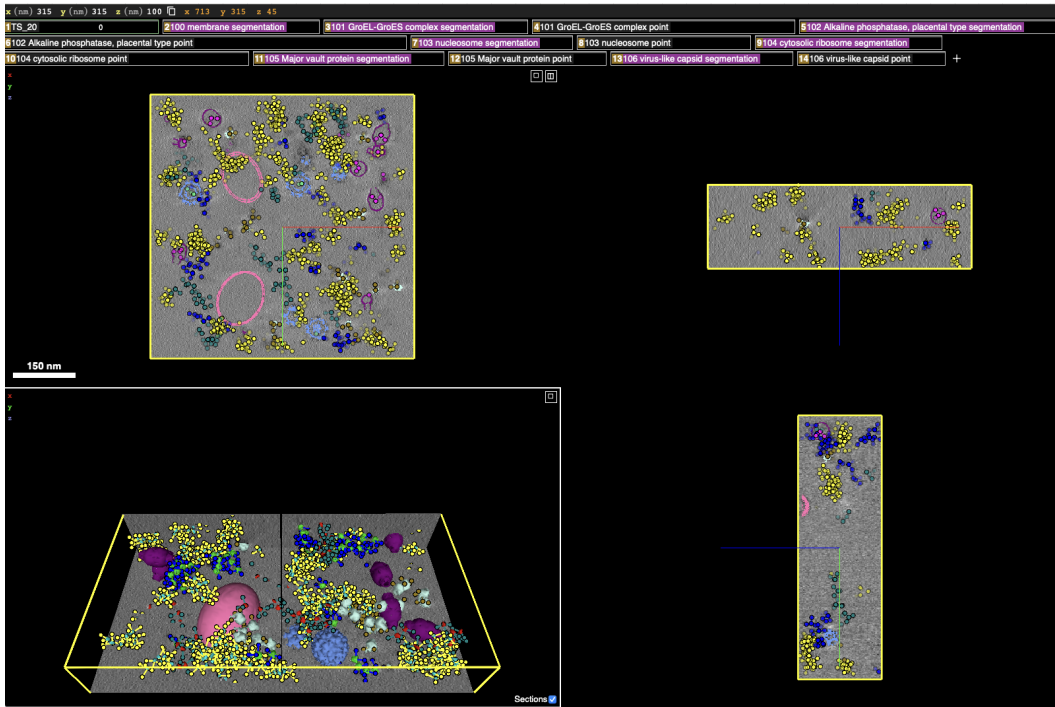 x (nm) 315 y (nm) 315 z (nm) 100 x 713 y 315 z 45
1 TS_20 0 2 100 membrane segmentation 3 101 GroEL-GroES complex segmentation 4 101 GroEL-GroES complex point 5 102 Alkaline phosphatase, placental type segmentation
6 102 Alkaline phosphatase, placental type point 7 103 nucleosome segmentation 8 103 nucleosome point 9 104 cytosolic ribosome segmentation
10 104 cytosolic ribosome point 11 105 Major vault protein segmentation 12 105 Major vault protein point 13 106 virus-like capsid segmentation 14 106 virus-like capsid point +
x
y
z
150 nm
x
y
z
Sections